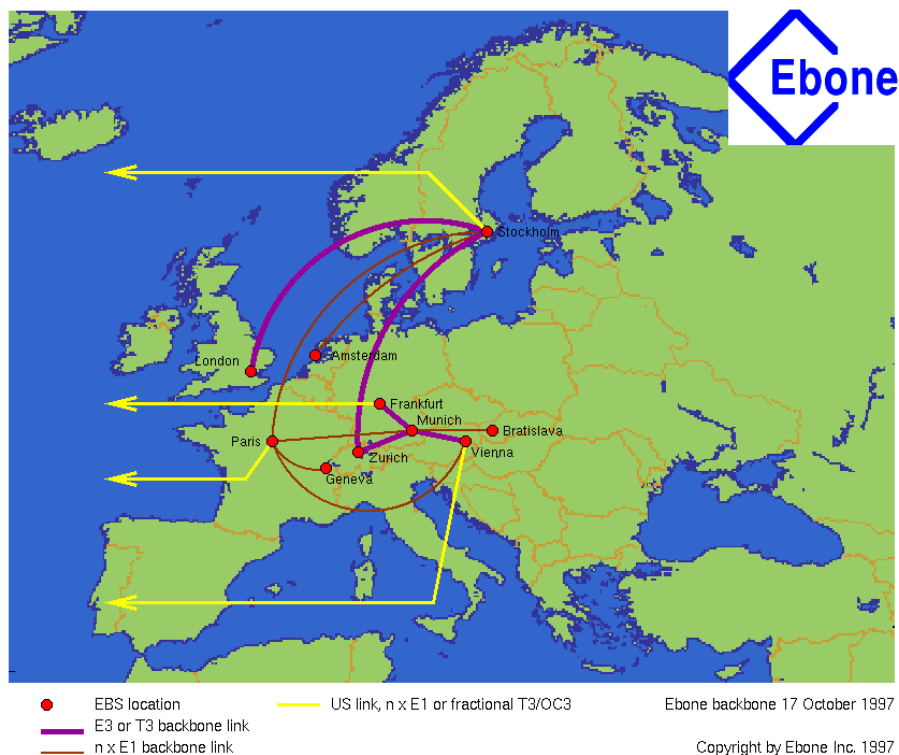 Ebone
Stockholm
London
Amsterdam
Frankfurt
Munich
Bratislava
Paris
Zurich
Vienna
Geneva
EBS location
US link, n x E1 or fractional T3/OC3
Ebone backbone 17 October 1997
E3 or T3 backbone link
n x E1 backbone link
Copyright by Ebone Inc. 1997